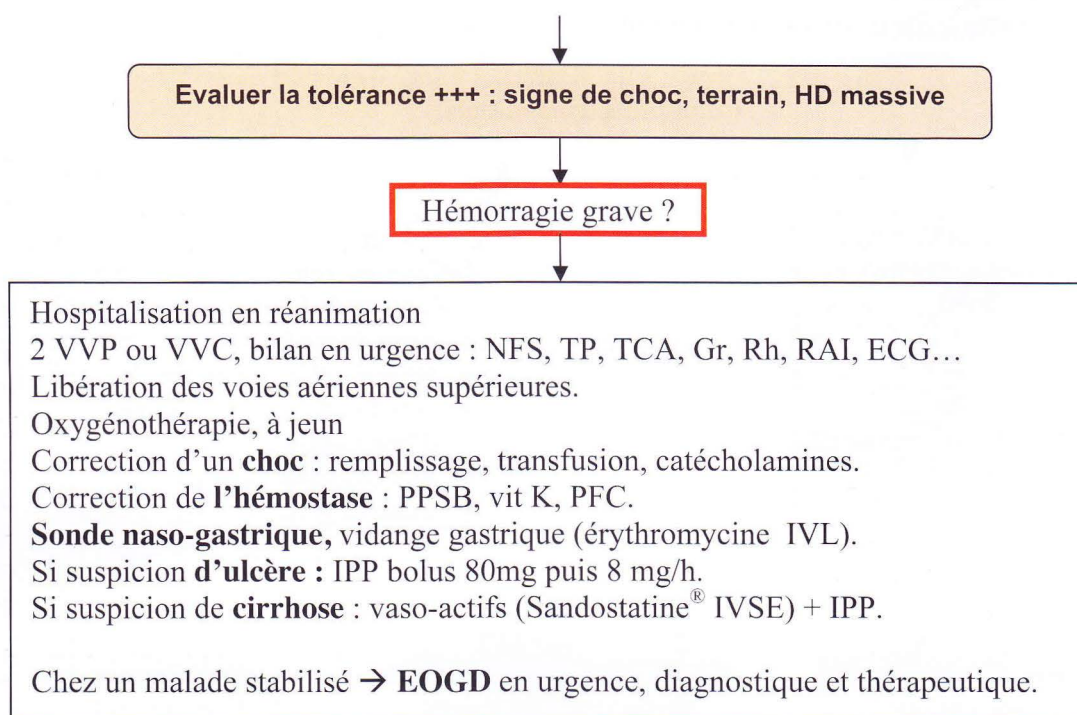 Evaluer la tolérance +++ : signe de choc, terrain, HD massive
Hémorragie grave ?
Hospitalisation en réanimation
2 VVP ou VVC, bilan en urgence : NFS, TP, TCA, Gr, Rh, RAI, ECG…
Libération des voies aériennes supérieures.
Oxygénothérapie, à jeun
Correction d’un choc : remplissage, transfusion, catécholamines.
Correction de l’hémostase : PPSB, vit K, PFC.
Sonde naso-gastrique, vidange gastrique (érythromycine IVL).
Si suspicion d’ulcère : IPP bolus 80mg puis 8 mg/h.
Si suspicion de cirrhose : vaso-actifs (Sandostatine® IVSE) + IPP.
Chez un malade stabilisé → EOGD en urgence, diagnostique et thérapeutique.